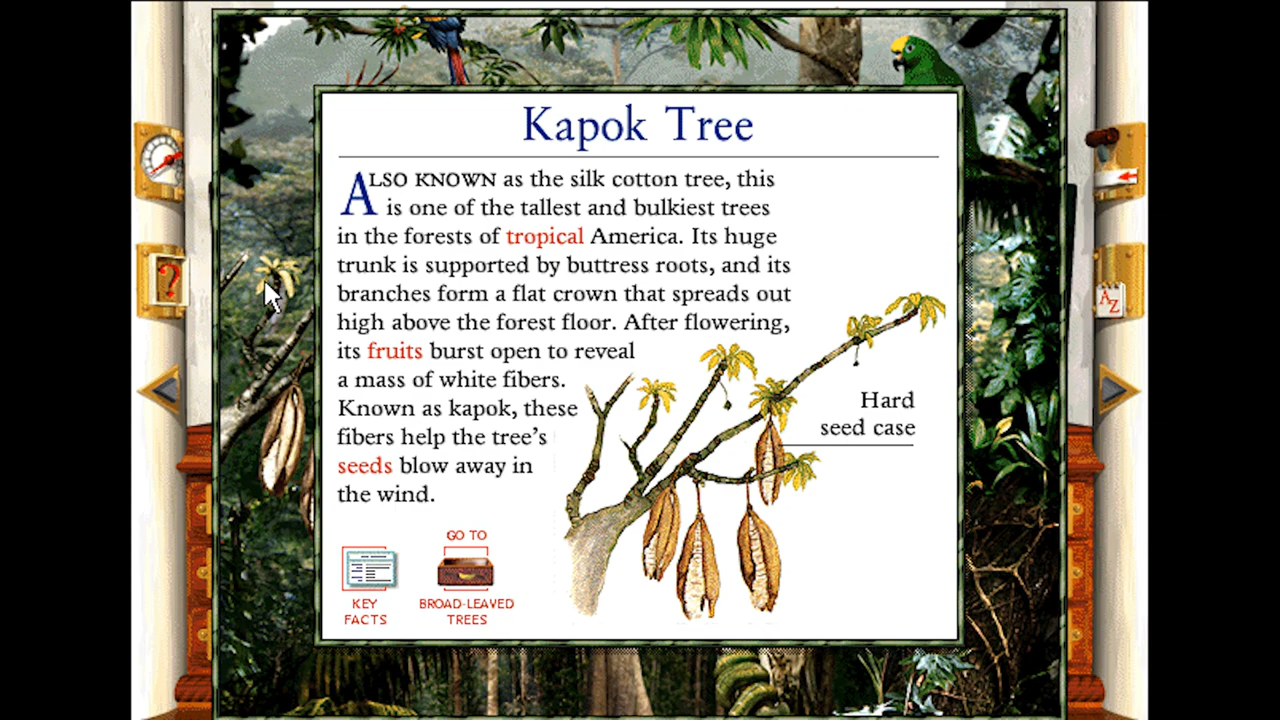 Kapok Tree
ALSO KNOWN as the silk cotton tree, this
is one of the tallest and bulkiest trees
in the forests of tropical America. Its huge
trunk is supported by buttress roots, and its
branches form a flat crown that spreads out
high above the forest floor. After flowering,
its fruits burst open to reveal
a mass of white fibers.
Known as kapok, these
fibers help the tree’s
seeds blow away in
the wind.
Hard
seed case
GO TO
KEY
FACTS
BROAD-LEAVED
TREES
?
A
Z